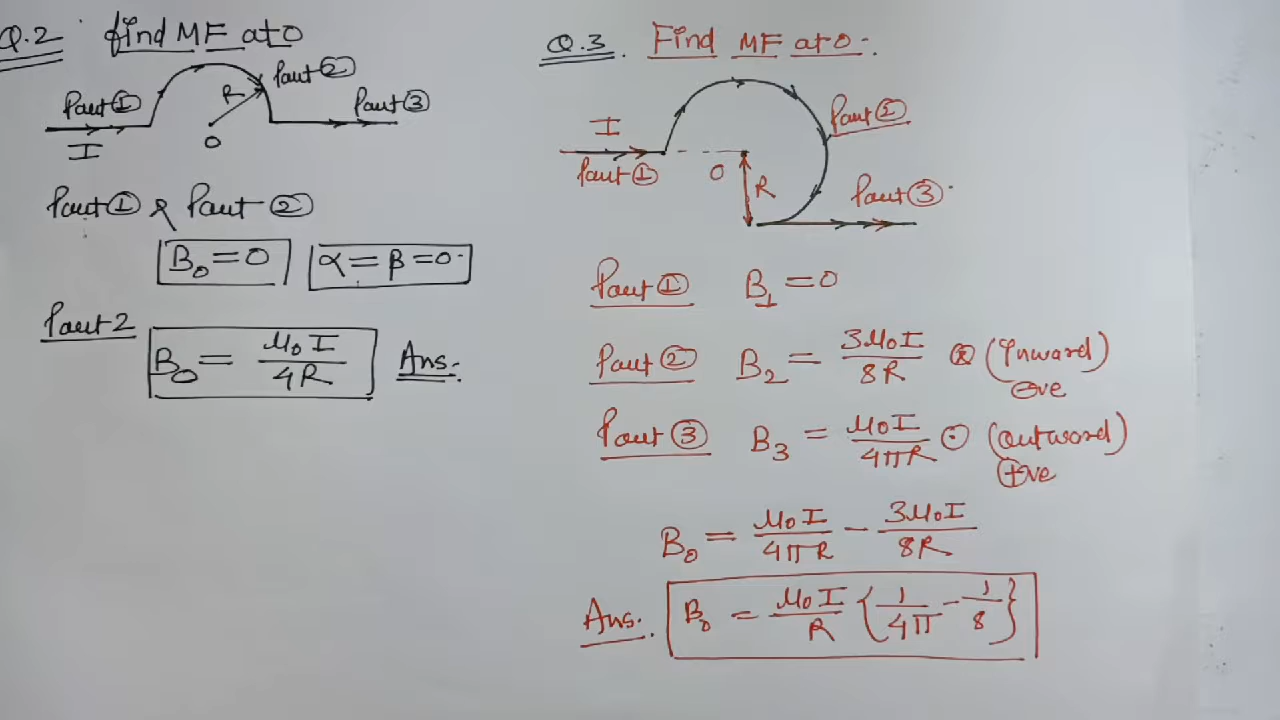 Q.2 find MF at O
Part ①
I
R
O
Part ②
Part ③
Part ① & Part ②
B₀ = 0
α = β = 0.
Part 2
B₀ = μ₀I/4R Ans.
Q.3. Find MF at O.
I
Part ①
O
R
Part ②
Part ③.
Part ① B₁ = 0
Part ② B₂ = 3μ₀I/8R ⊗ (Inward)
⊖ve
Part ③ B₃ = μ₀I/4πR ⊙ (outward)
⊕ve
B₀ = μ₀I/4πR − 3μ₀I/8R
Ans. B₀ = μ₀I/R {1/4π − 1/8}